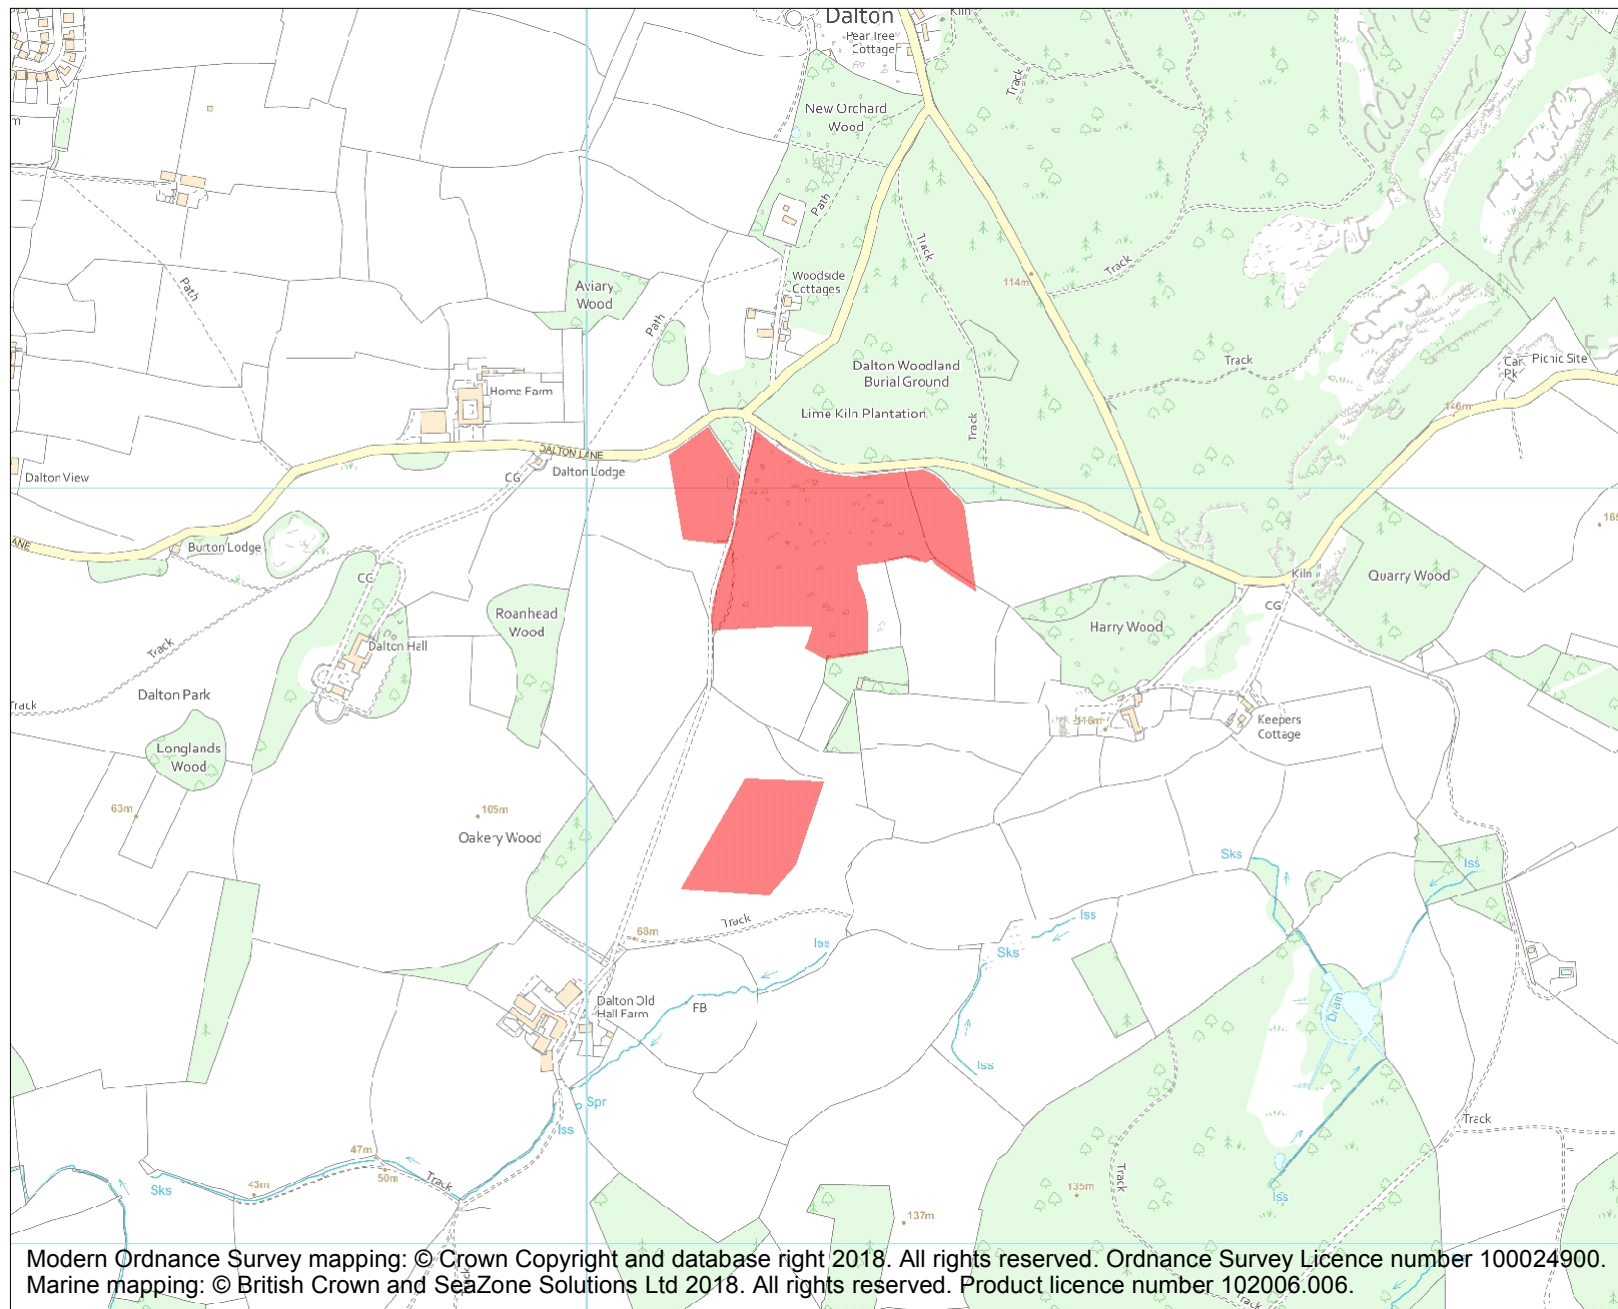 Dalton
Kiln
Pear Tree
Cottage
Track
New Orchard
Wood
Path
Track
Woodside
Cottages
114m
Track
Aviary
Wood
Path
Path
Dalton Woodland
Burial Ground
Track
Car
Pk
Picnic Site
Home Farm
Lime Kiln Plantation
Track
146m
DALTON LANE
Dalton Lodge
CG
Dalton View
ANE
Burton Lodge
CG
Kiln
Quarry Wood
CG
Roanhead
Wood
Harry Wood
Track
Dalton Hall
Dalton Park
Track
Longlands
Wood
116m
Keepers
Cottage
63m
105m
Oakery Wood
Sks
Iss
Track
68m
Iss
Iss
Sks
Dalton Old
Hall Farm
FB
Drain
Iss
Spr
Iss
Track
47m
50m
Track
43m
Sks
Track
135m
Iss
137m
Modern Ordnance Survey mapping: © Crown Copyright and database right 2018. All rights reserved. Ordnance Survey Licence number 100024900.
Marine mapping: © British Crown and SeaZone Solutions Ltd 2018. All rights reserved. Product licence number 102006.006.
Track
Track